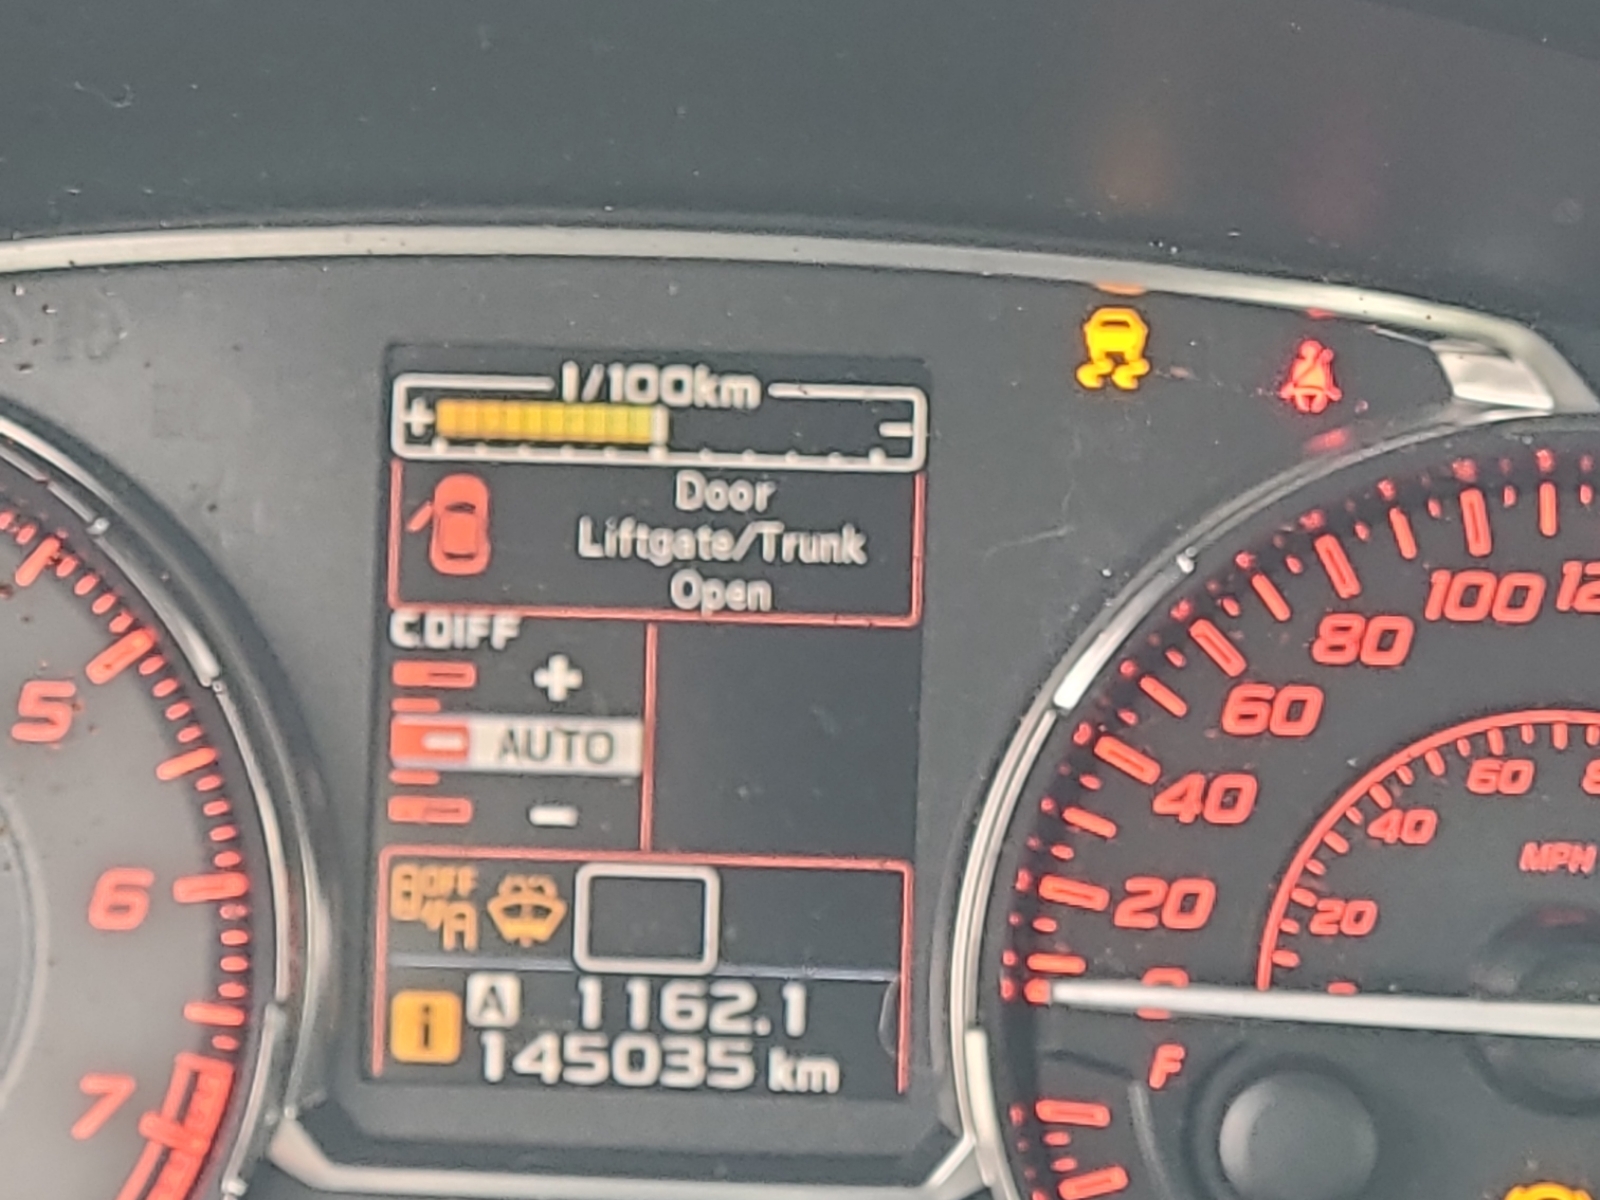 l/100km
+ −
Door
Liftgate/Trunk
Open
C.DIFF
+
− AUTO
−
OFF
A
i A 1162.1
145035 km
5
6
7
100
80
60
40
20
60
40
20
MPH
F